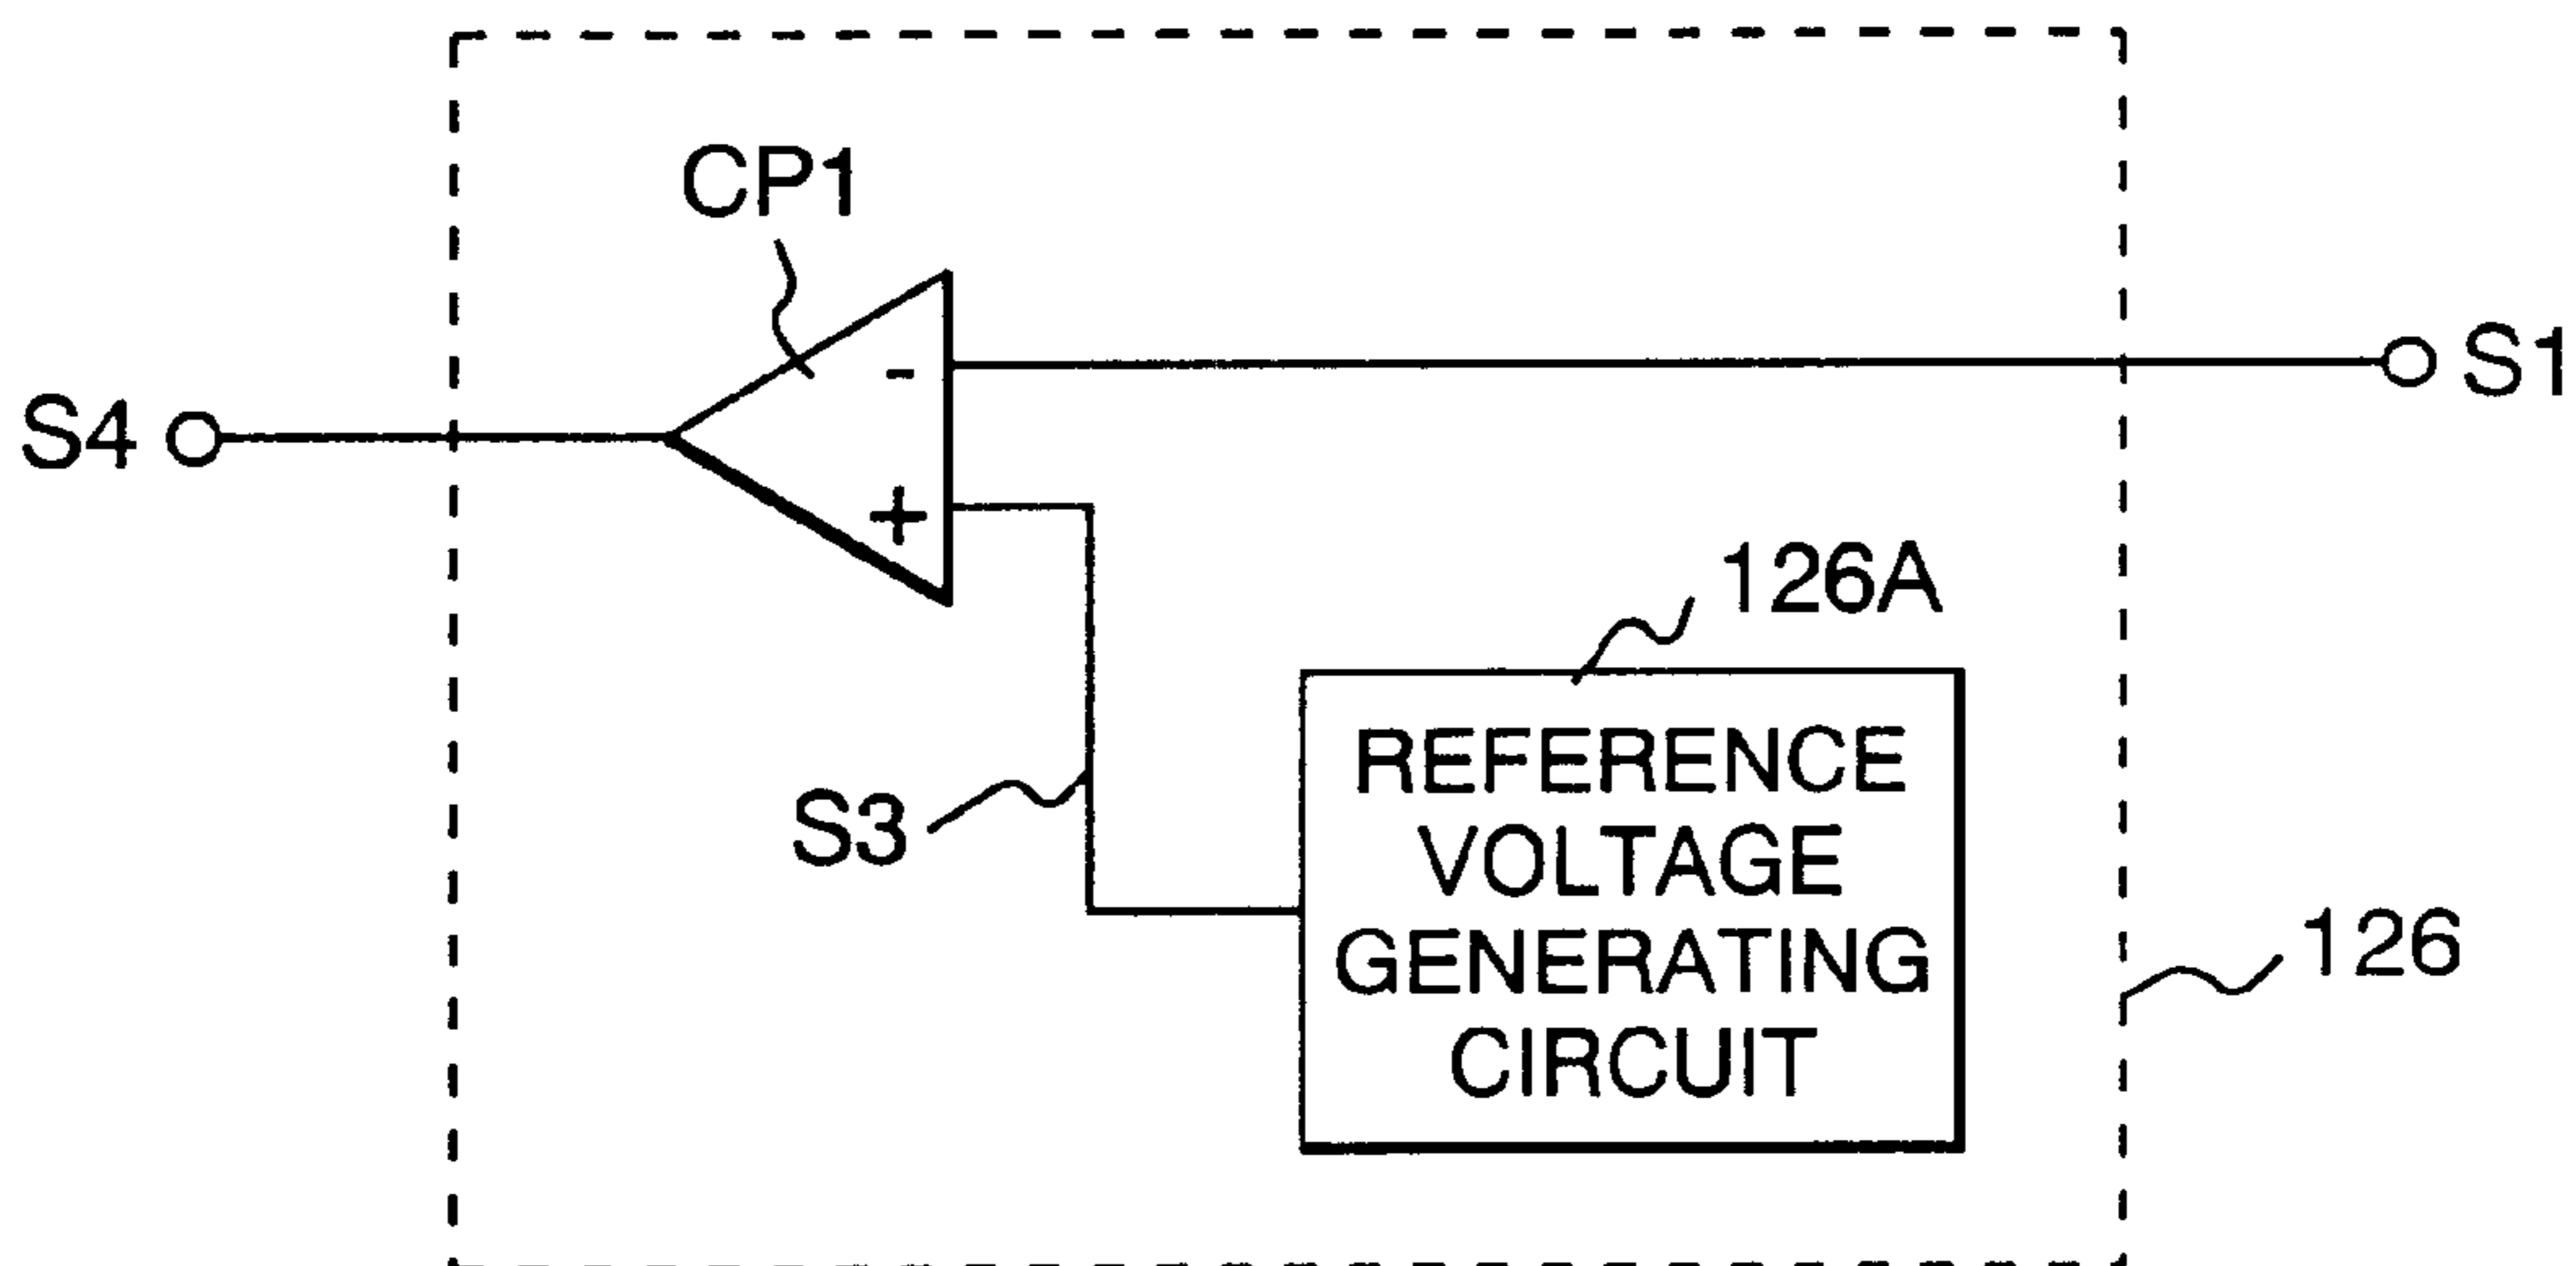 CP1
-
S1
S4
+
126A
REFERENCE
VOLTAGE
GENERATING
CIRCUIT
S3
126